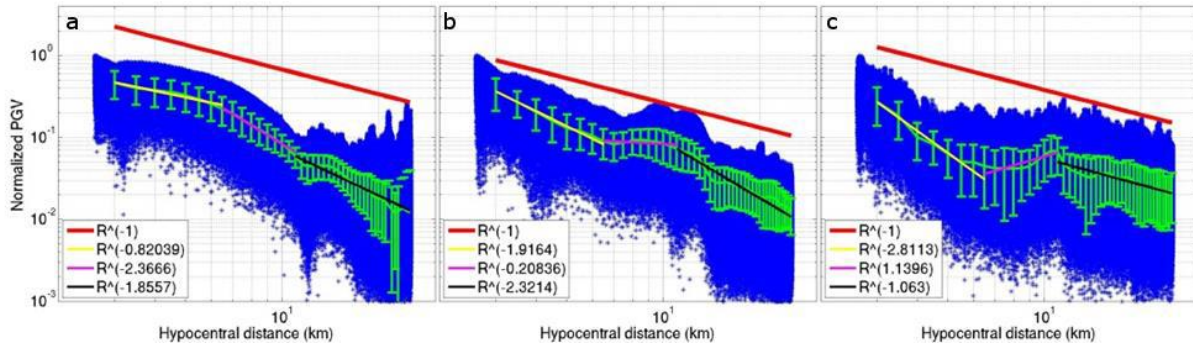 a
b
c
Normalized PGV
10^0
10^-1
10^-2
10^-3
R^(-1)
R^(-0.82039)
R^(-2.3666)
R^(-1.8557)
R^(-1)
R^(-1.9164)
R^(-0.20836)
R^(-2.3214)
R^(-1)
R^(-2.8113)
R^(1.1396)
R^(-1.063)
10^1
10^1
10^1
Hypocentral distance (km)
Hypocentral distance (km)
Hypocentral distance (km)